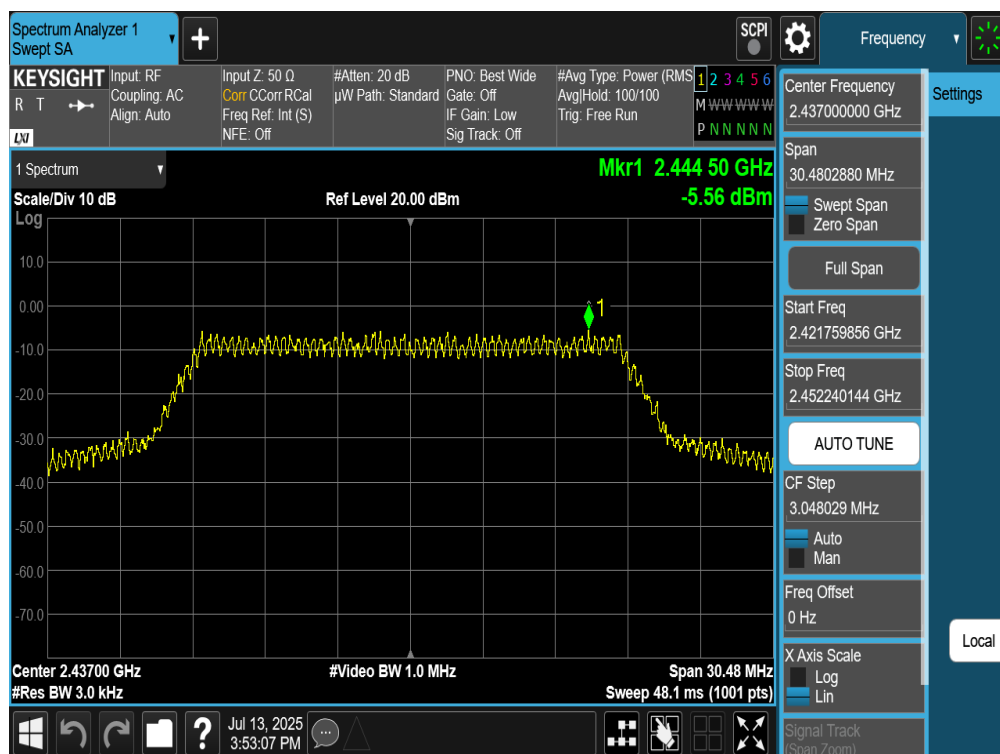 Spectrum Analyzer 1
Swept SA
+
SCPI
Frequency
KEYSIGHT
R T
LXI
Input: RF
Coupling: AC
Align: Auto
Input Z: 50 Ω
Corr CCorr RCal
Freq Ref: Int (S)
NFE: Off
#Atten: 20 dB
µW Path: Standard
PNO: Best Wide
Gate: Off
IF Gain: Low
Sig Track: Off
#Avg Type: Power (RMS
Avg|Hold: 100/100
Trig: Free Run
1 2 3 4 5 6
M W W W W W
P N N N N N
1 Spectrum
Scale/Div 10 dB
Log
Ref Level 20.00 dBm
Mkr1 2.444 50 GHz
-5.56 dBm
10.0
0.00
-10.0
-20.0
-30.0
-40.0
-50.0
-60.0
-70.0
1
Center 2.43700 GHz
#Res BW 3.0 kHz
#Video BW 1.0 MHz
Span 30.48 MHz
Sweep 48.1 ms (1001 pts)
?
Jul 13, 2025
3:53:07 PM
Center Frequency
2.437000000 GHz
Span
30.4802880 MHz
Swept Span
Zero Span
Full Span
Start Freq
2.421759856 GHz
Stop Freq
2.452240144 GHz
AUTO TUNE
CF Step
3.048029 MHz
Auto
Man
Freq Offset
0 Hz
X Axis Scale
Log
Lin
Signal Track
(Span Zoom)
Settings
Local